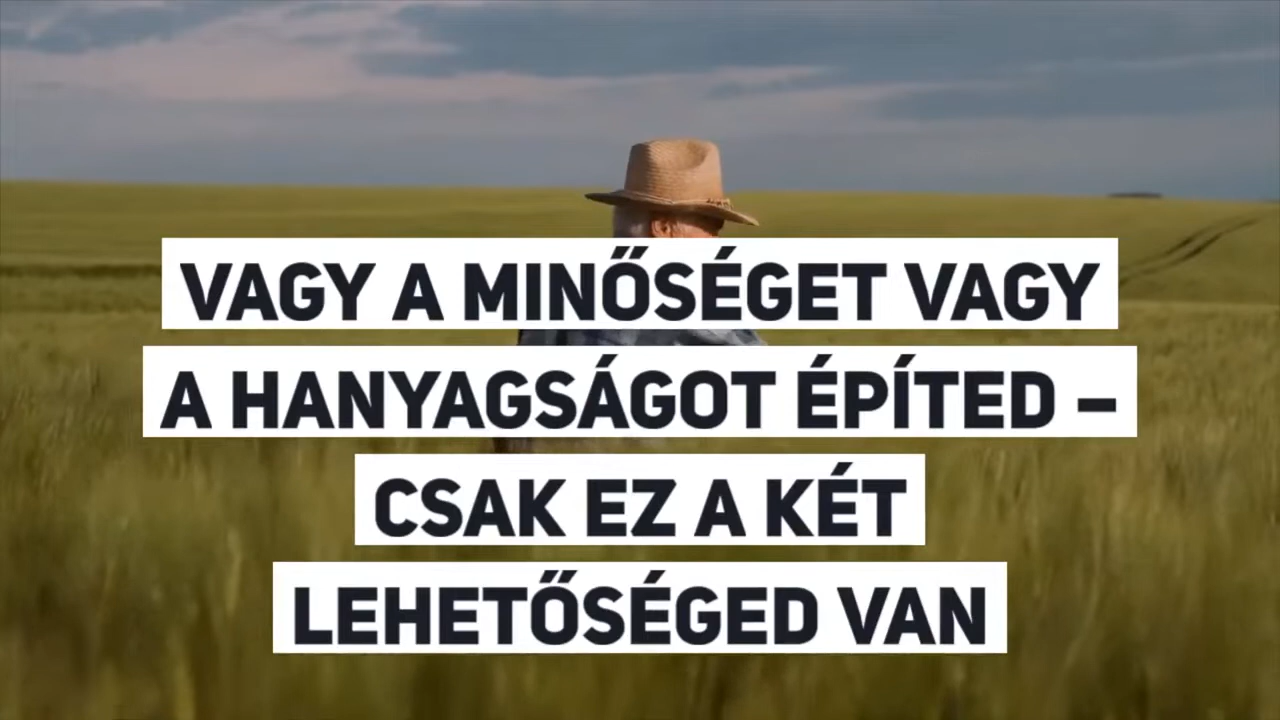 VAGY A MINŐSÉGET VAGY
A HANYAGSÁGOT ÉPÍTED –
CSAK EZ A KÉT
LEHETŐSÉGED VAN